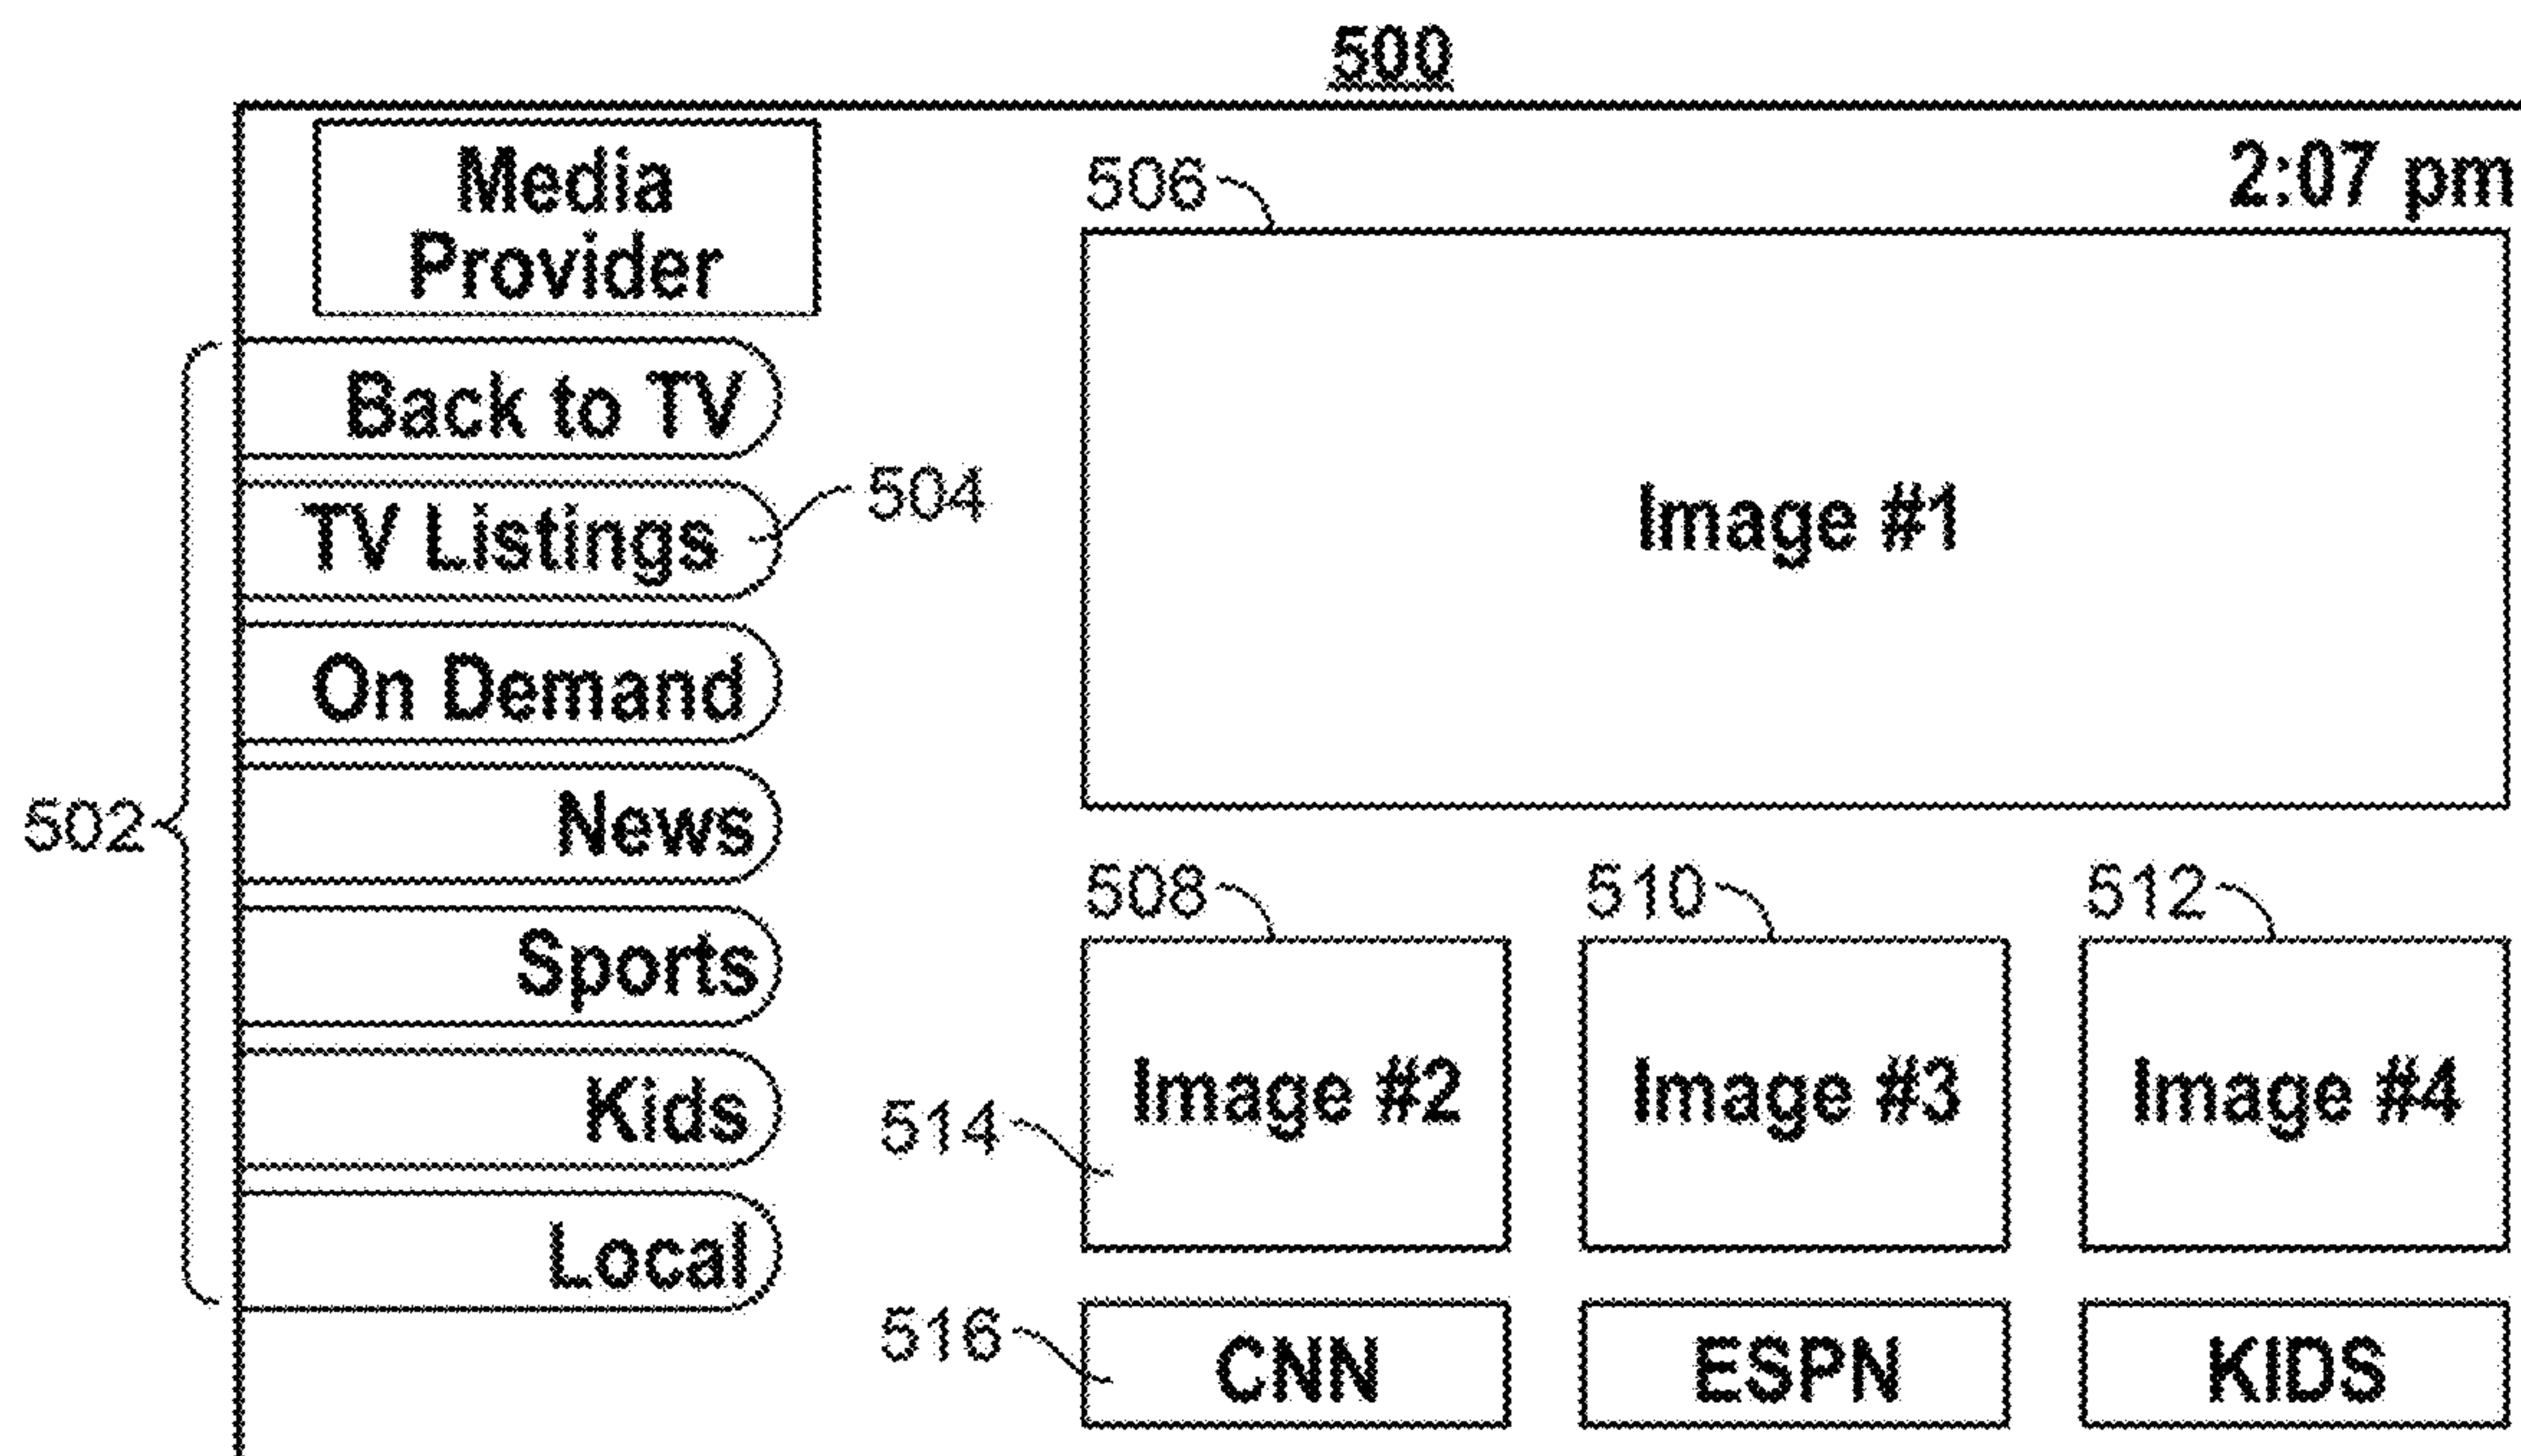 500
Media
Provider
2:07 pm
506
Back to TV
504
TV Listings
Image #1
On Demand
News
502
508
510
512
Sports
Kids
514
Image #2
Image #3
Image #4
Local
516
CNN
ESPN
KIDS